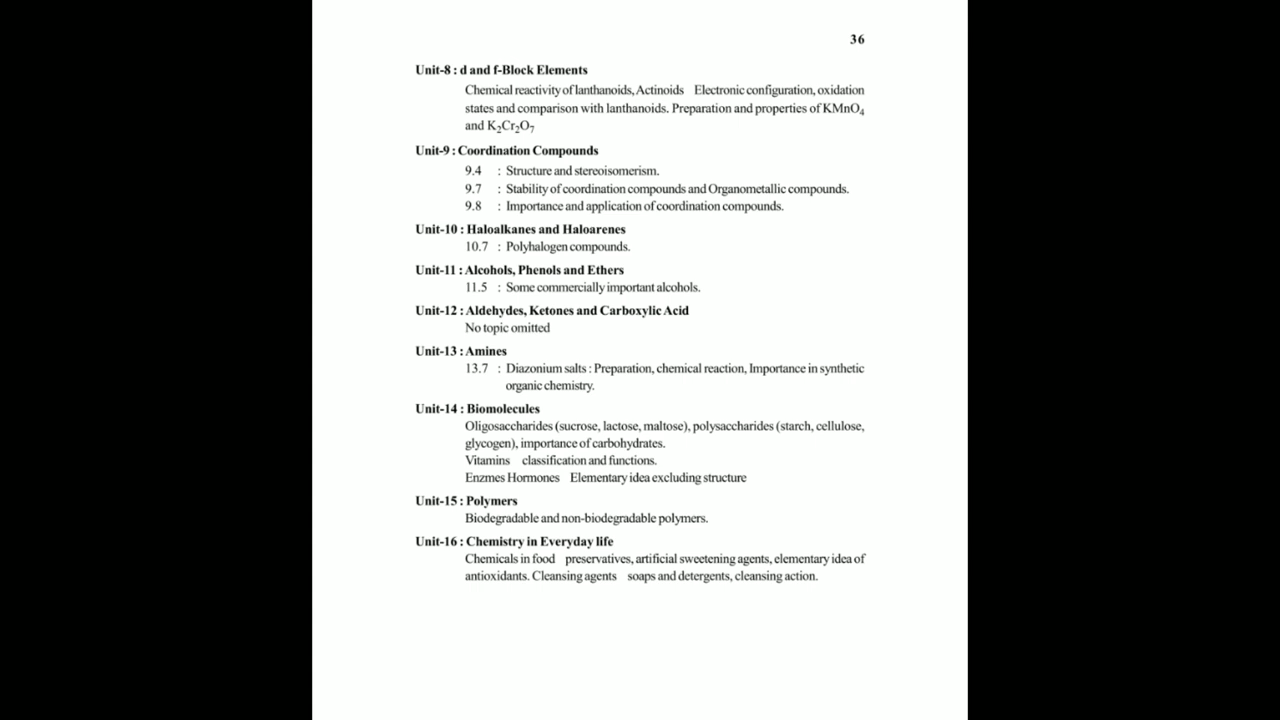 36
Unit-8 : d and f-Block Elements
Chemical reactivity of lanthanoids, Actinoids Electronic configuration, oxidation
states and comparison with lanthanoids. Preparation and properties of KMnO₄
and K₂Cr₂O₇
Unit-9 : Coordination Compounds
9.4 : Structure and stereoisomerism.
9.7 : Stability of coordination compounds and Organometallic compounds.
9.8 : Importance and application of coordination compounds.
Unit-10 : Haloalkanes and Haloarenes
10.7 : Polyhalogen compounds.
Unit-11 : Alcohols, Phenols and Ethers
11.5 : Some commercially important alcohols.
Unit-12 : Aldehydes, Ketones and Carboxylic Acid
No topic omitted
Unit-13 : Amines
13.7 : Diazonium salts : Preparation, chemical reaction, Importance in synthetic
organic chemistry.
Unit-14 : Biomolecules
Oligosaccharides (sucrose, lactose, maltose), polysaccharides (starch, cellulose,
glycogen), importance of carbohydrates.
Vitamins classification and functions.
Enzmes Hormones Elementary idea excluding structure
Unit-15 : Polymers
Biodegradable and non-biodegradable polymers.
Unit-16 : Chemistry in Everyday life
Chemicals in food preservatives, artificial sweetening agents, elementary idea of
antioxidants. Cleansing agents soaps and detergents, cleansing action.